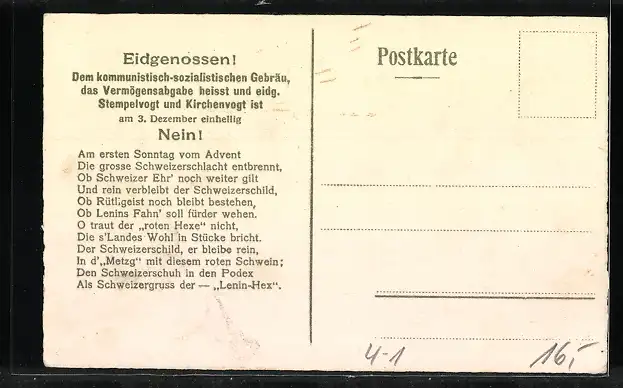 Eidgenossen!
Dem kommunistisch-sozialistischen Gebräu,
das Vermögensabgabe heisst und eidg.
Stempelvogt und Kirchenvogt ist
am 3. Dezember einhellig
Nein!
Am ersten Sonntag vom Advent
Die grosse Schweizerschlacht entbrennt,
Ob Schweizer Ehr' noch weiter gilt
Und rein verbleibt der Schweizerschild,
Ob Rütligeist noch bleibt bestehen,
Ob Lenins Fahn' soll fürder wehen.
O traut der „roten Hexe" nicht,
Die s'Landes Wohl in Stücke bricht.
Der Schweizerschild, er bleibe rein,
In d'„Metzg" mit diesem roten Schwein;
Den Schweizerschuh in den Podex
Als Schweizergruss der — „Lenin-Hex".
Postkarte
4-1
16,-